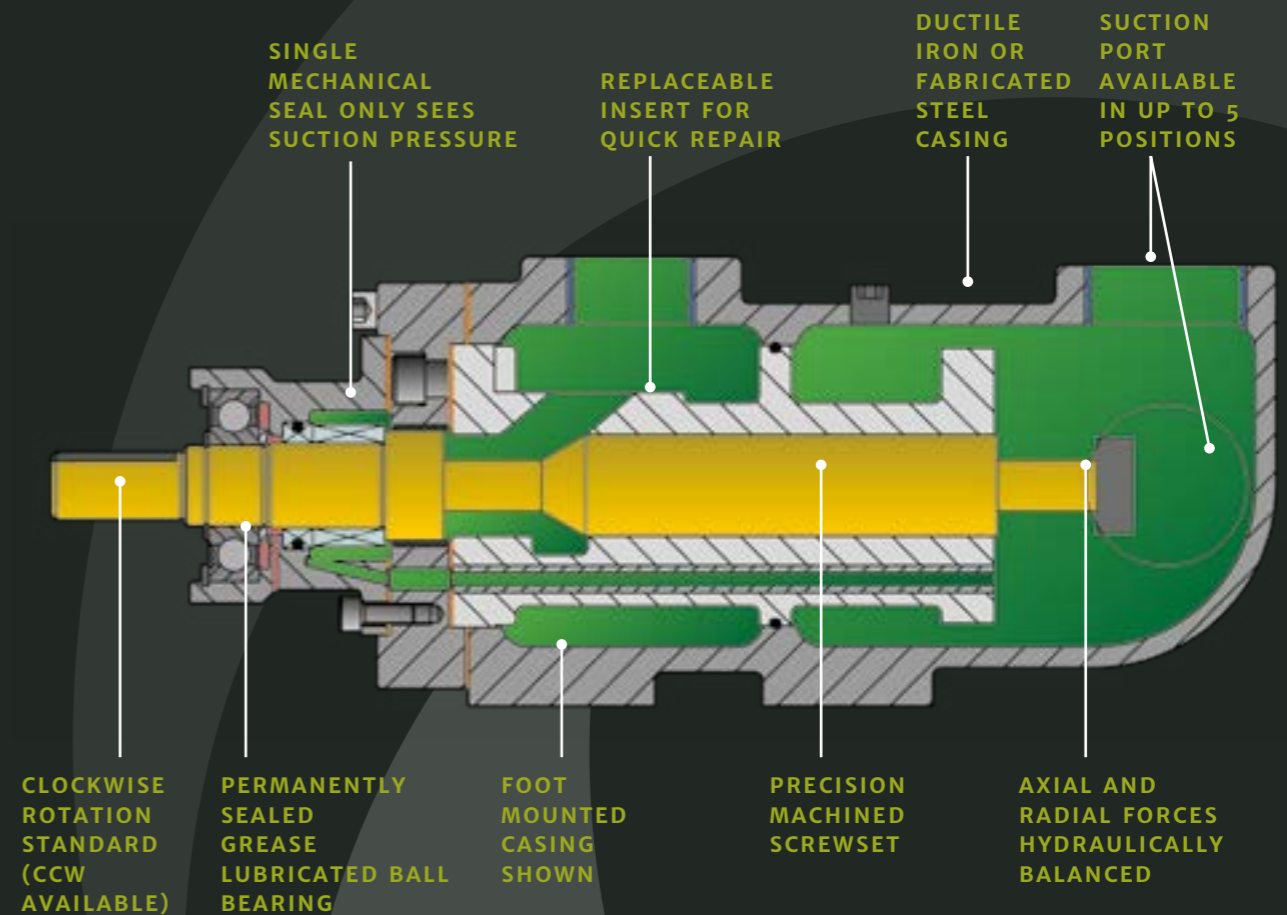 SINGLE
MECHANICAL
SEAL ONLY SEES
SUCTION PRESSURE
REPLACEABLE
INSERT FOR
QUICK REPAIR
DUCTILE
IRON OR
FABRICATED
STEEL
CASING
SUCTION
PORT
AVAILABLE
IN UP TO 5
POSITIONS
CLOCKWISE
ROTATION
STANDARD
(CCW
AVAILABLE)
PERMANENTLY
SEALED
GREASE
LUBRICATED BALL
BEARING
FOOT
MOUNTED
CASING
SHOWN
PRECISION
MACHINED
SCREWSET
AXIAL AND
RADIAL FORCES
HYDRAULICALLY
BALANCED